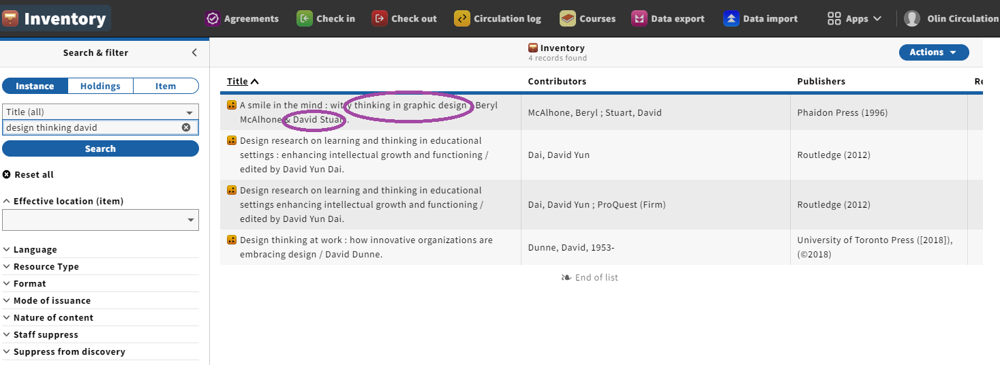 Inventory
Agreements
Check in
Check out
Circulation log
Courses
Data export
Data import
Apps
Olin Circulation
Search & filter
Inventory
4 records found
Actions
Instance
Holdings
Item
Title (all)
design thinking david
Search
Reset all
Effective location (item)
Language
Resource Type
Format
Mode of issuance
Nature of content
Staff suppress
Suppress from discovery
Title
Contributors
Publishers
Re
A smile in the mind : witty thinking in graphic design / Beryl
McAlhone & David Stuart.
McAlhone, Beryl ; Stuart, David
Phaidon Press (1996)
Design research on learning and thinking in educational
settings : enhancing intellectual growth and functioning /
edited by David Yun Dai.
Dai, David Yun
Routledge (2012)
Design research on learning and thinking in educational
settings enhancing intellectual growth and functioning /
edited by David Yun Dai.
Dai, David Yun ; ProQuest (Firm)
Routledge (2012)
Design thinking at work : how innovative organizations are
embracing design / David Dunne.
Dunne, David, 1953-
University of Toronto Press ([2018]),
(©2018)
End of list